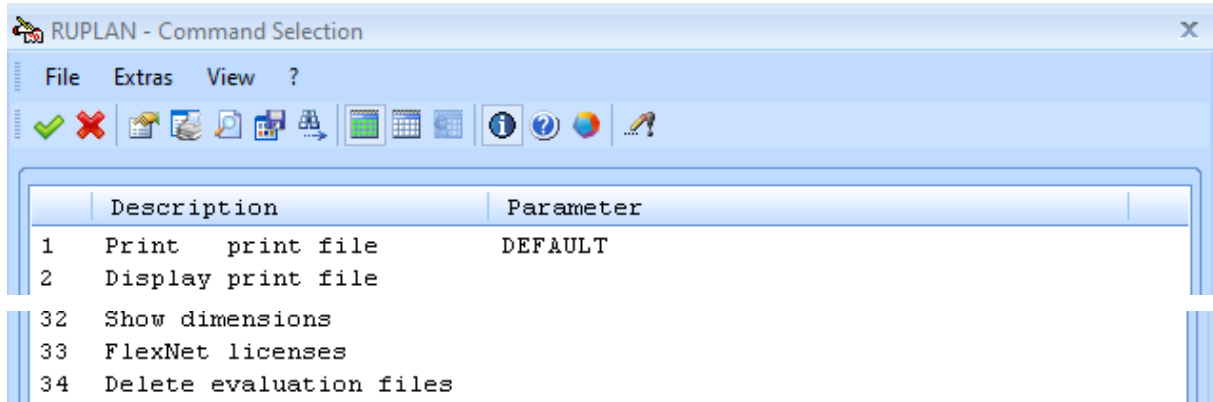 RUPLAN - Command Selection
File Extras View ?
Description Parameter
1 Print print file DEFAULT
2 Display print file
32 Show dimensions
33 FlexNet licenses
34 Delete evaluation files